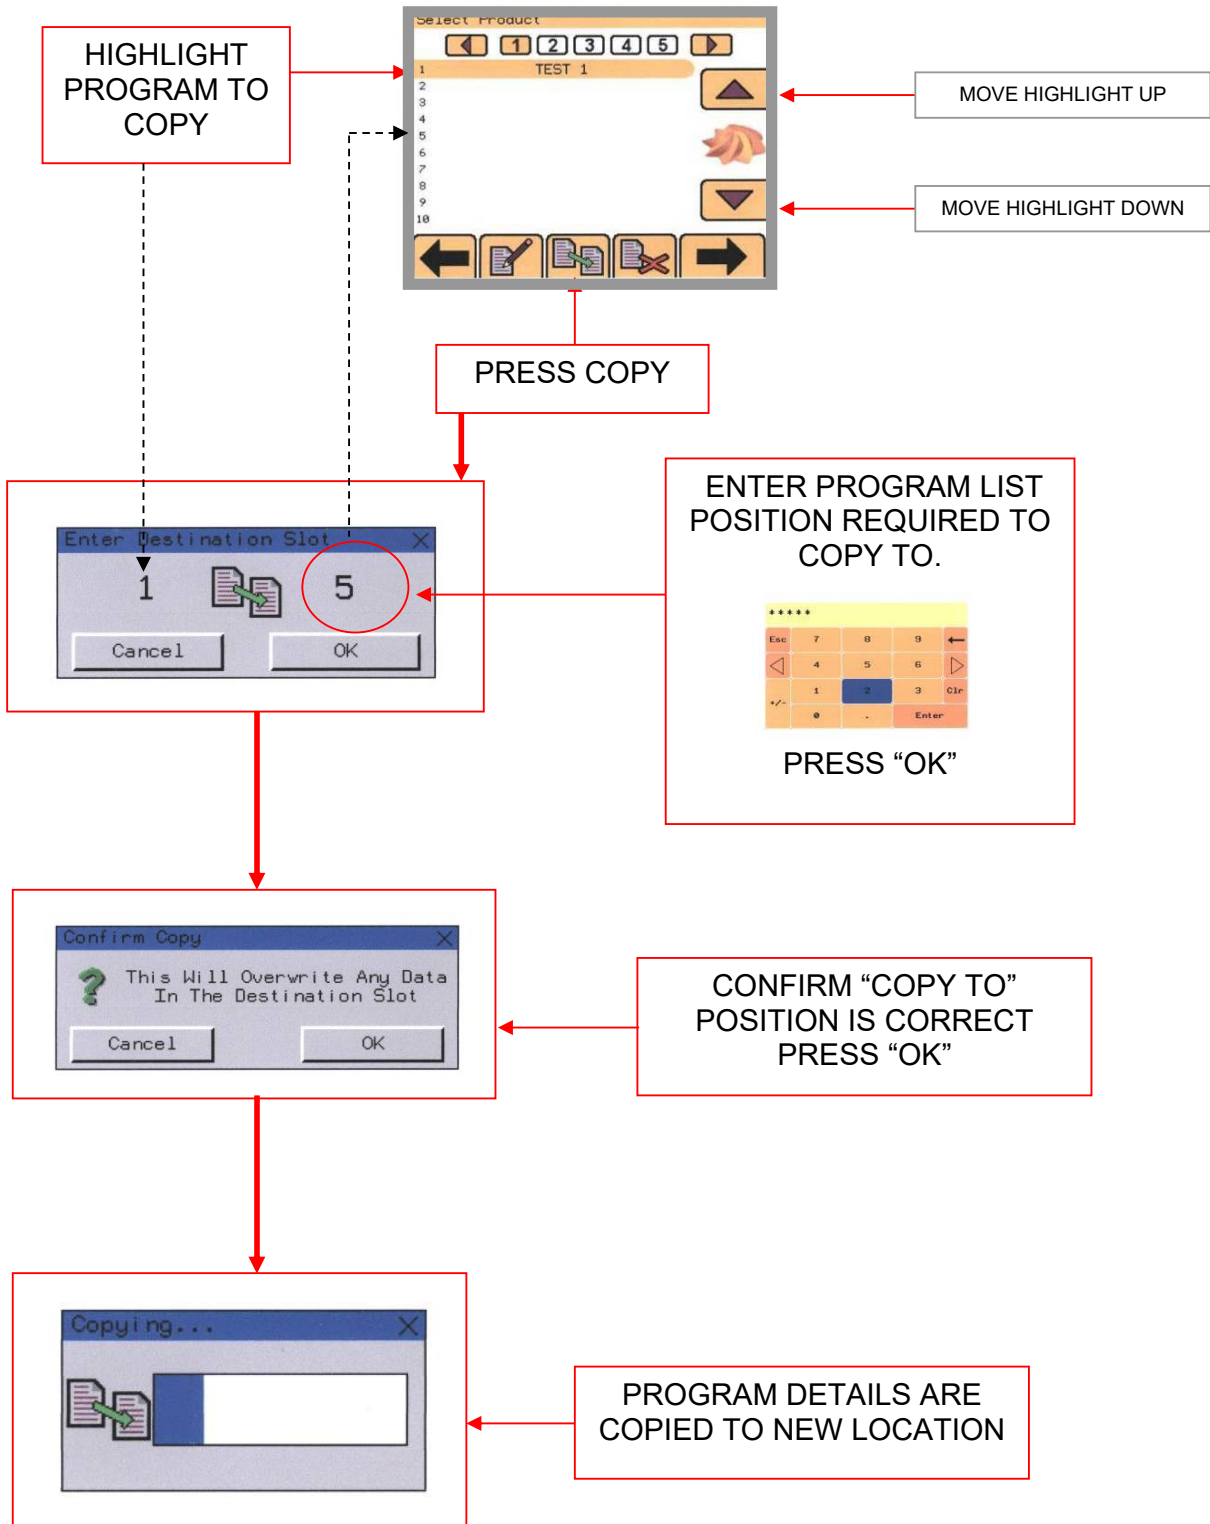 HIGHLIGHT
PROGRAM TO
COPY
Select Product
1 2 3 4 5
1 TEST 1
2
3
4
5
6
7
8
9
10
MOVE HIGHLIGHT UP
MOVE HIGHLIGHT DOWN
PRESS COPY
Enter Destination Slot X
1 5
Cancel OK
ENTER PROGRAM LIST
POSITION REQUIRED TO
COPY TO.
*****
Esc 7 8 9
4 5 6
+/- 1 2 3 Clr
0 . Enter
PRESS “OK”
Confirm Copy X
? This Will Overwrite Any Data
In The Destination Slot
Cancel OK
CONFIRM “COPY TO”
POSITION IS CORRECT
PRESS “OK”
Copying... X
PROGRAM DETAILS ARE
COPIED TO NEW LOCATION